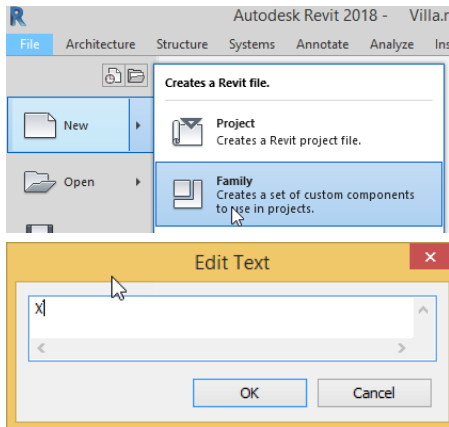 R
Autodesk Revit 2018 - Villa.r
File Architecture Structure Systems Annotate Analyze Ins
Creates a Revit file.
New
Project
Creates a Revit project file.
Open
Family
Creates a set of custom components
to use in projects.
Edit Text
X
OK Cancel